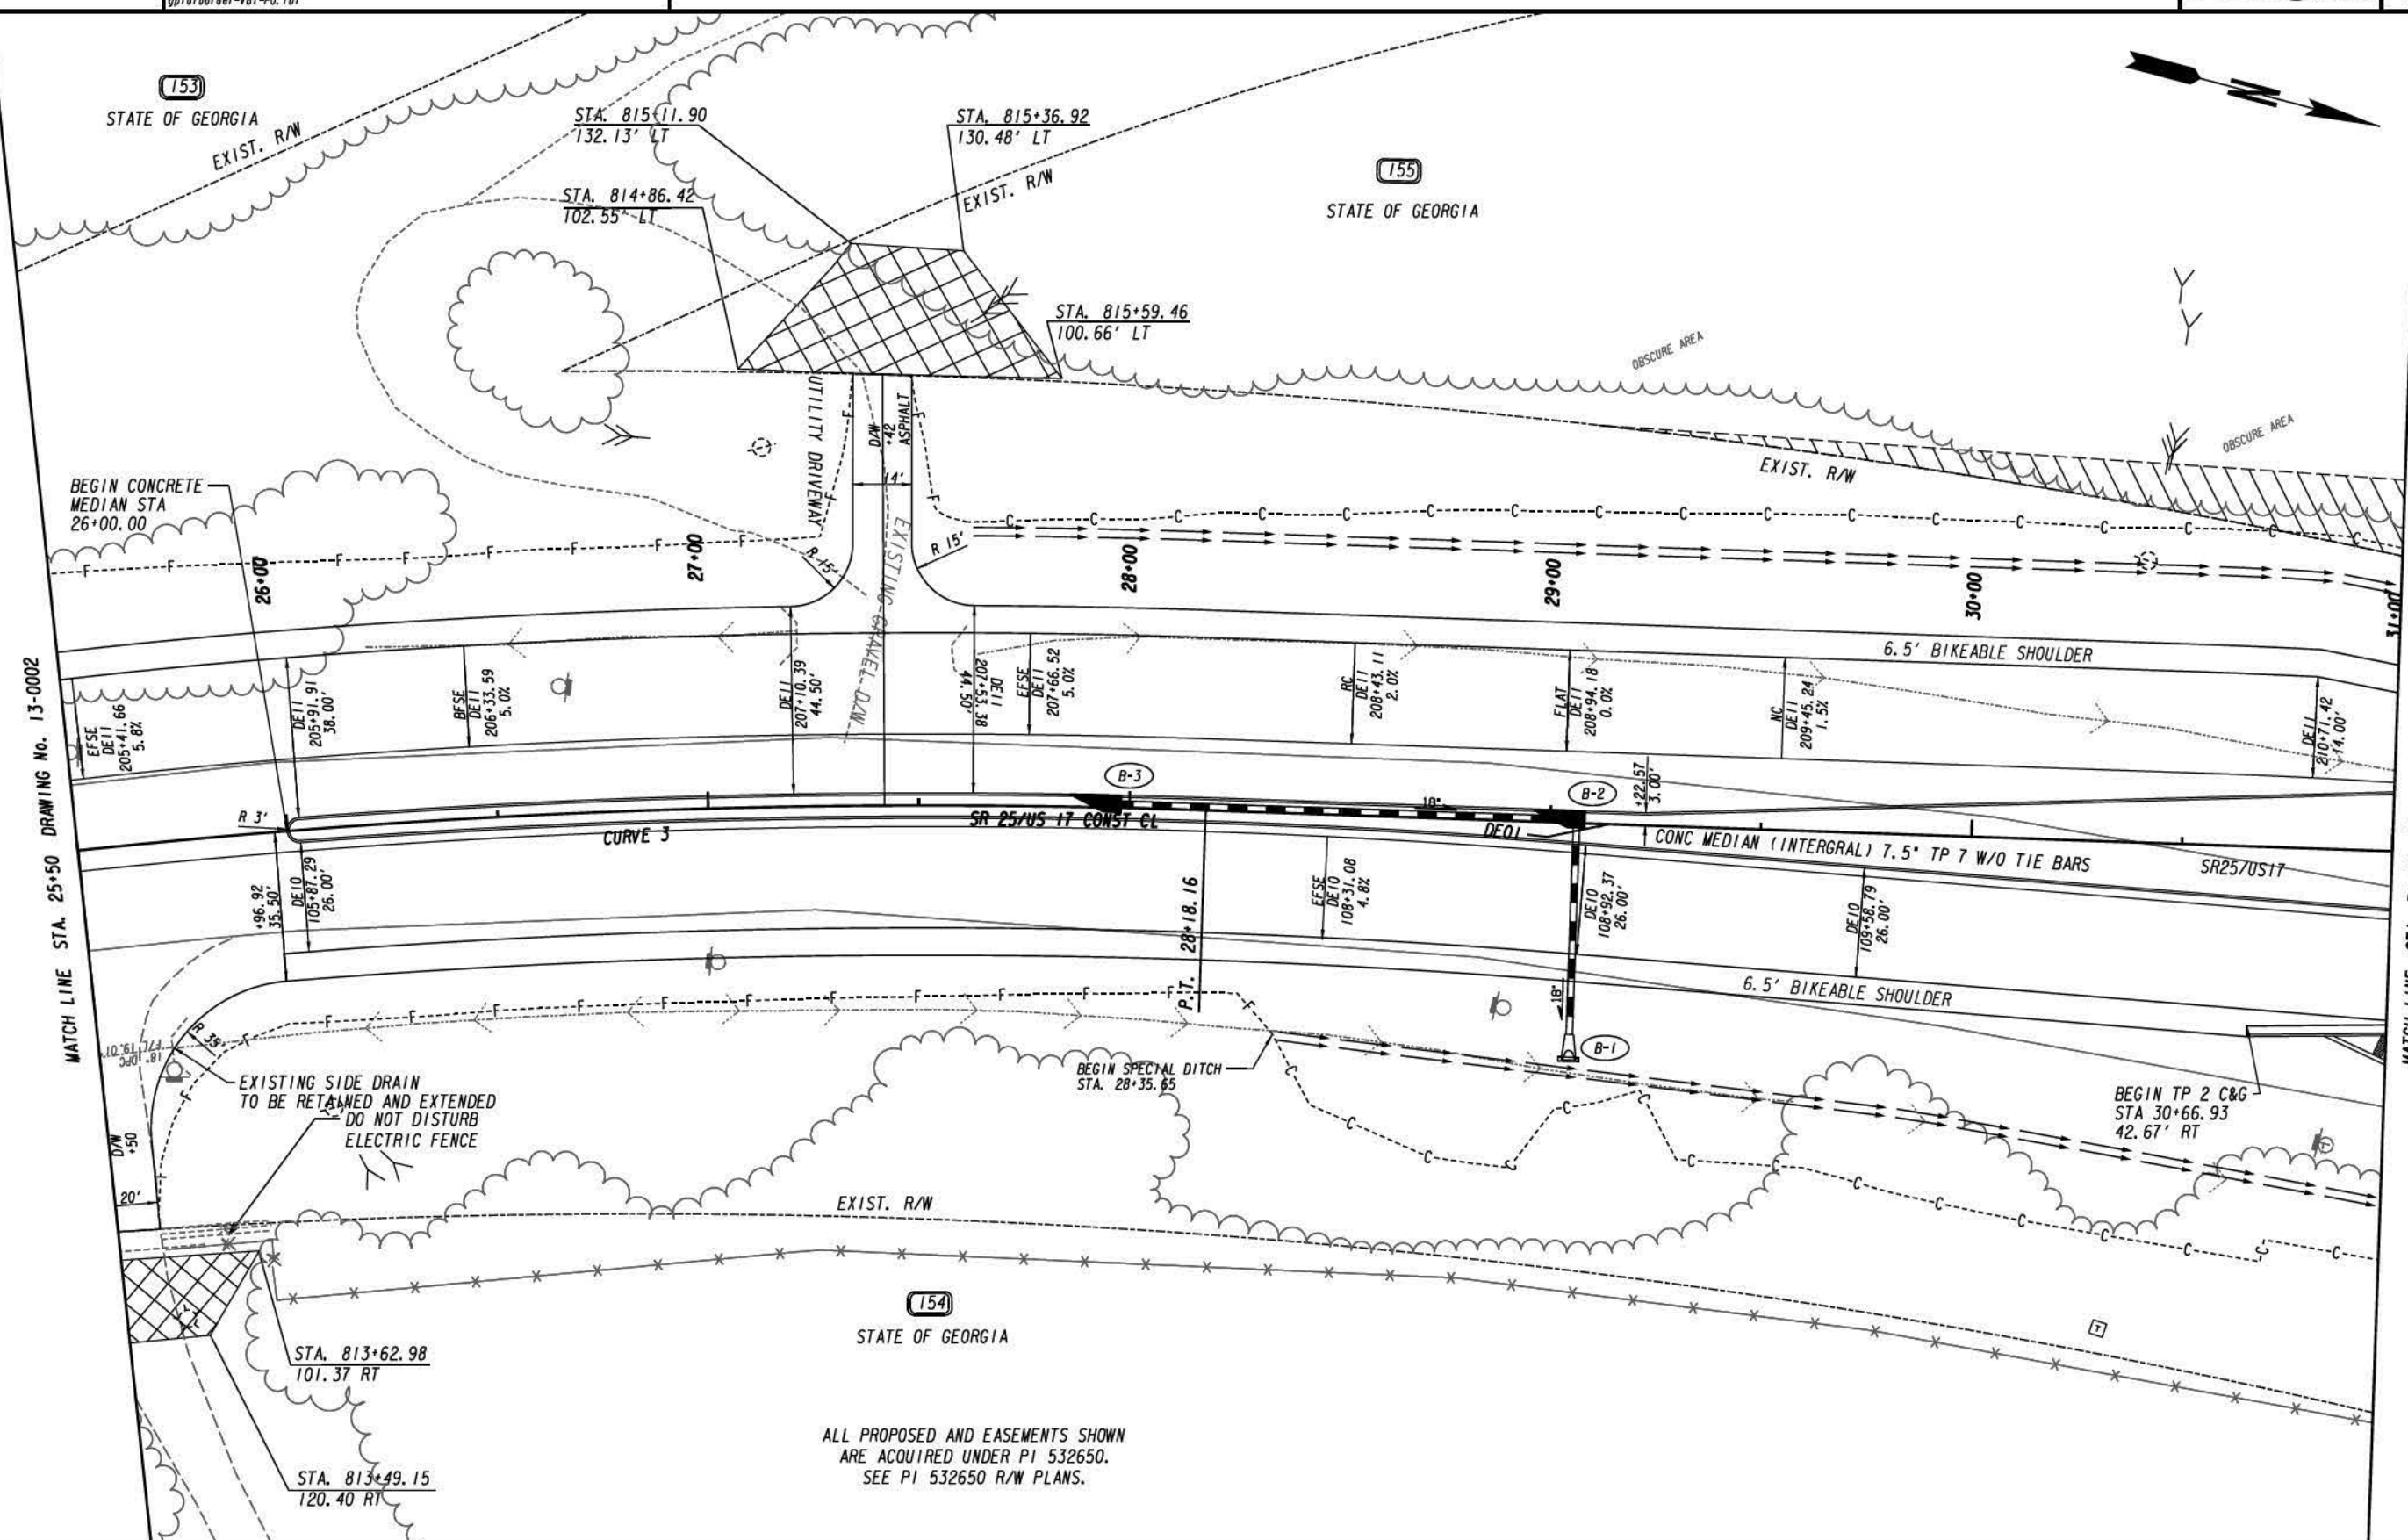 153
STATE OF GEORGIA
EXIST. R/W
STA. 815+11.90
132.13' LT
STA. 815+36.92
130.48' LT
EXIST. R/W
155
STATE OF GEORGIA
N
STA. 814+86.42
102.55' LT
STA. 815+59.46
100.66' LT
OBSCURE AREA
OBSCURE AREA
EXIST. R/W
BEGIN CONCRETE
MEDIAN STA
26+00.00
UTILITY DRIVEWAY
D/W
+42
ASPHALT
14'
R 15'
R 15'
EXISTING GRAVEL D/W
26+00
27+00
28+00
29+00
30+00
31+00
6.5' BIKEABLE SHOULDER
MATCH LINE STA. 25+50 DRAWING No. 13-0002
EFSE
DE11
205+41.66
5.8%
DE11
205+91.91
38.00'
BFSE
DE11
206+33.59
5.0%
DE11
207+10.39
44.50'
DE11
207+53.38
44.50'
EFSE
DE11
207+66.52
5.0%
RC
DE11
208+43.11
2.0%
FLAT
DE11
208+94.18
0.0%
NC
DE11
209+45.24
1.5%
DE11
210+71.42
14.00'
B-3
B-2
+22.57
3.00'
R 3'
CURVE 3
SR 25/US 17 CONST CL
18"
DE01
CONC MEDIAN (INTERGRAL) 7.5" TP 7 W/O TIE BARS
SR25/US17
+96.92
35.50'
DE10
105+87.29
26.00'
P.T. 28+18.16
EFSE
DE10
108+31.08
4.8%
DE10
108+92.37
26.00'
DE10
109+58.79
26.00'
6.5' BIKEABLE SHOULDER
18"
B-1
R 35'
EXISTING SIDE DRAIN
TO BE RETAINED AND EXTENDED
DO NOT DISTURB
ELECTRIC FENCE
D/W
+50
20'
BEGIN SPECIAL DITCH
STA. 28+35.65
BEGIN TP 2 C&G
STA 30+66.93
42.67' RT
EXIST. R/W
154
STATE OF GEORGIA
T
STA. 813+62.98
101.37 RT
STA. 813+49.15
120.40 RT
ALL PROPOSED AND EASEMENTS SHOWN
ARE ACQUIRED UNDER PI 532650.
SEE PI 532650 R/W PLANS.